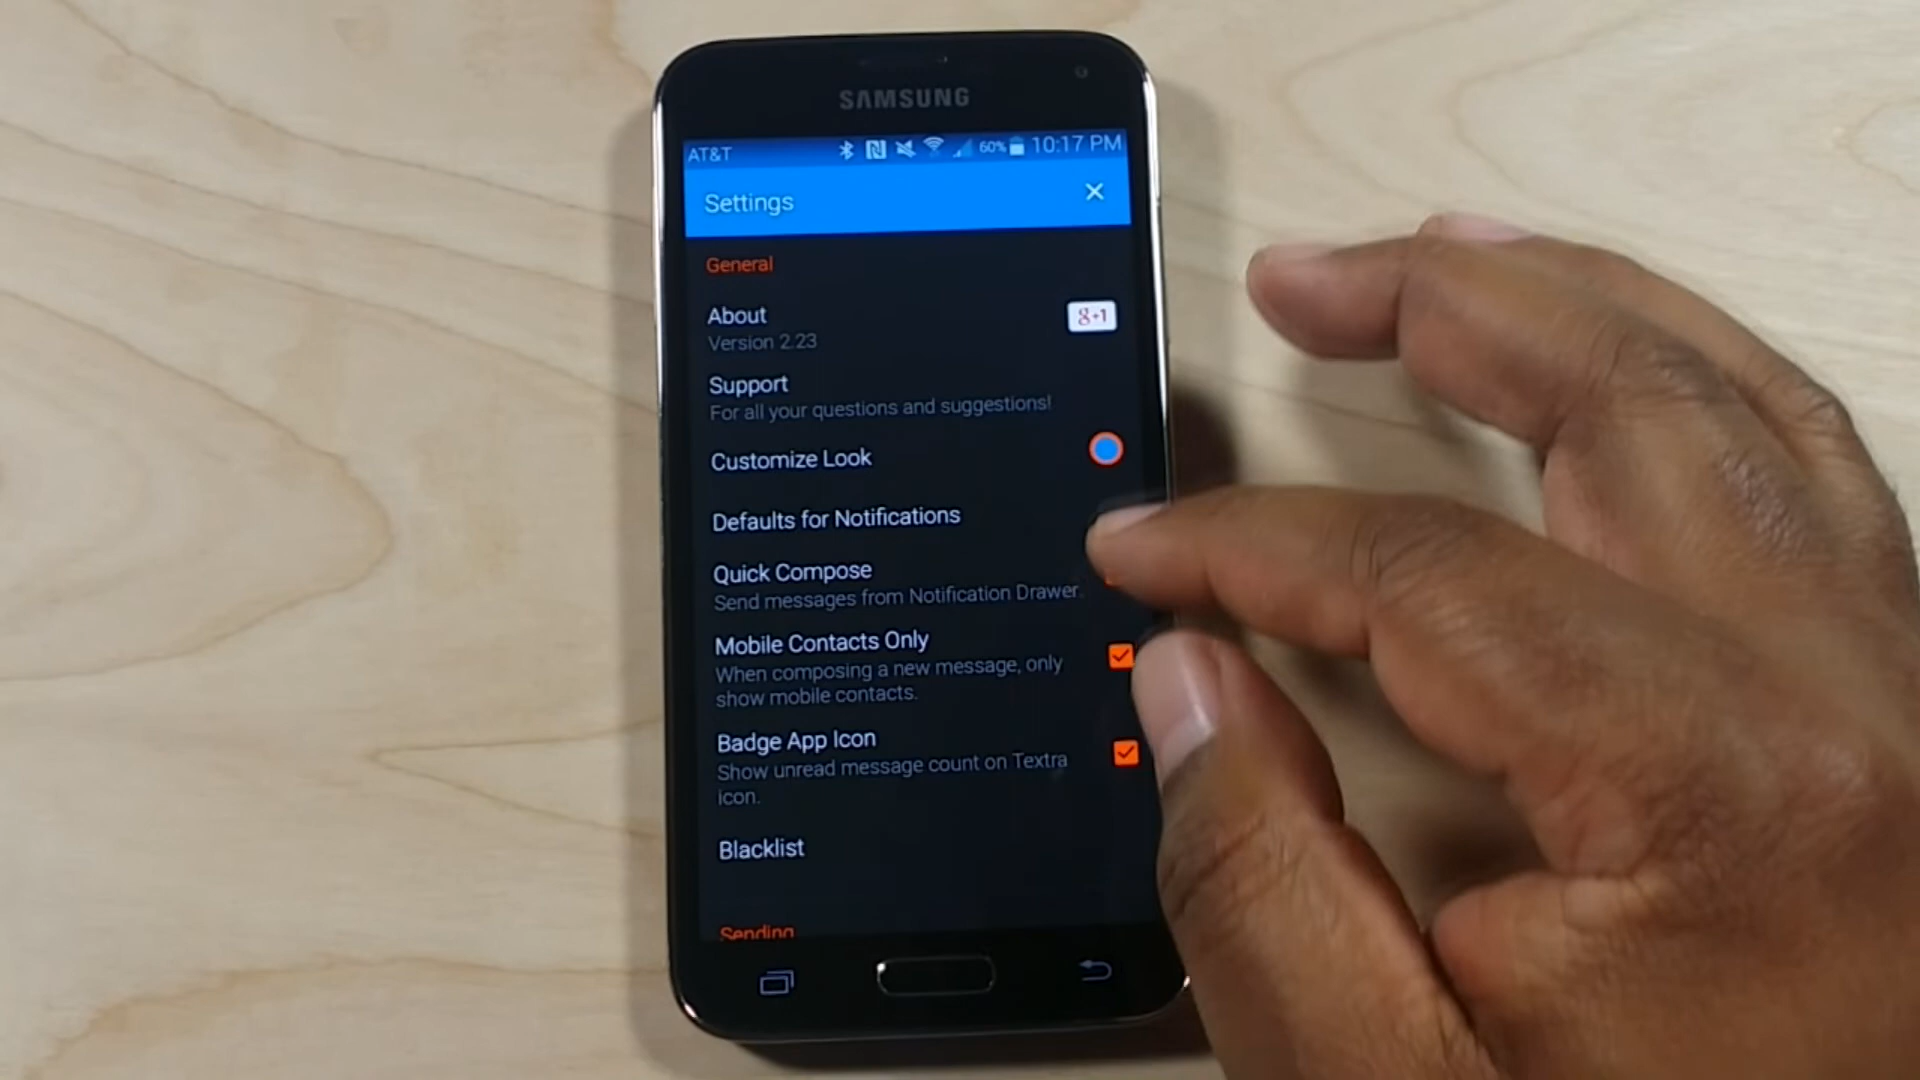 SAMSUNG
AT&T 60% 10:17 PM
Settings
General
About
g+1
Version 2.23
Support
For all your questions and suggestions!
Customize Look
Defaults for Notifications
Quick Compose
Send messages from Notification Drawer.
Mobile Contacts Only
When composing a new message, only
show mobile contacts.
Badge App Icon
Show unread message count on Textra
icon.
Blacklist
Sending